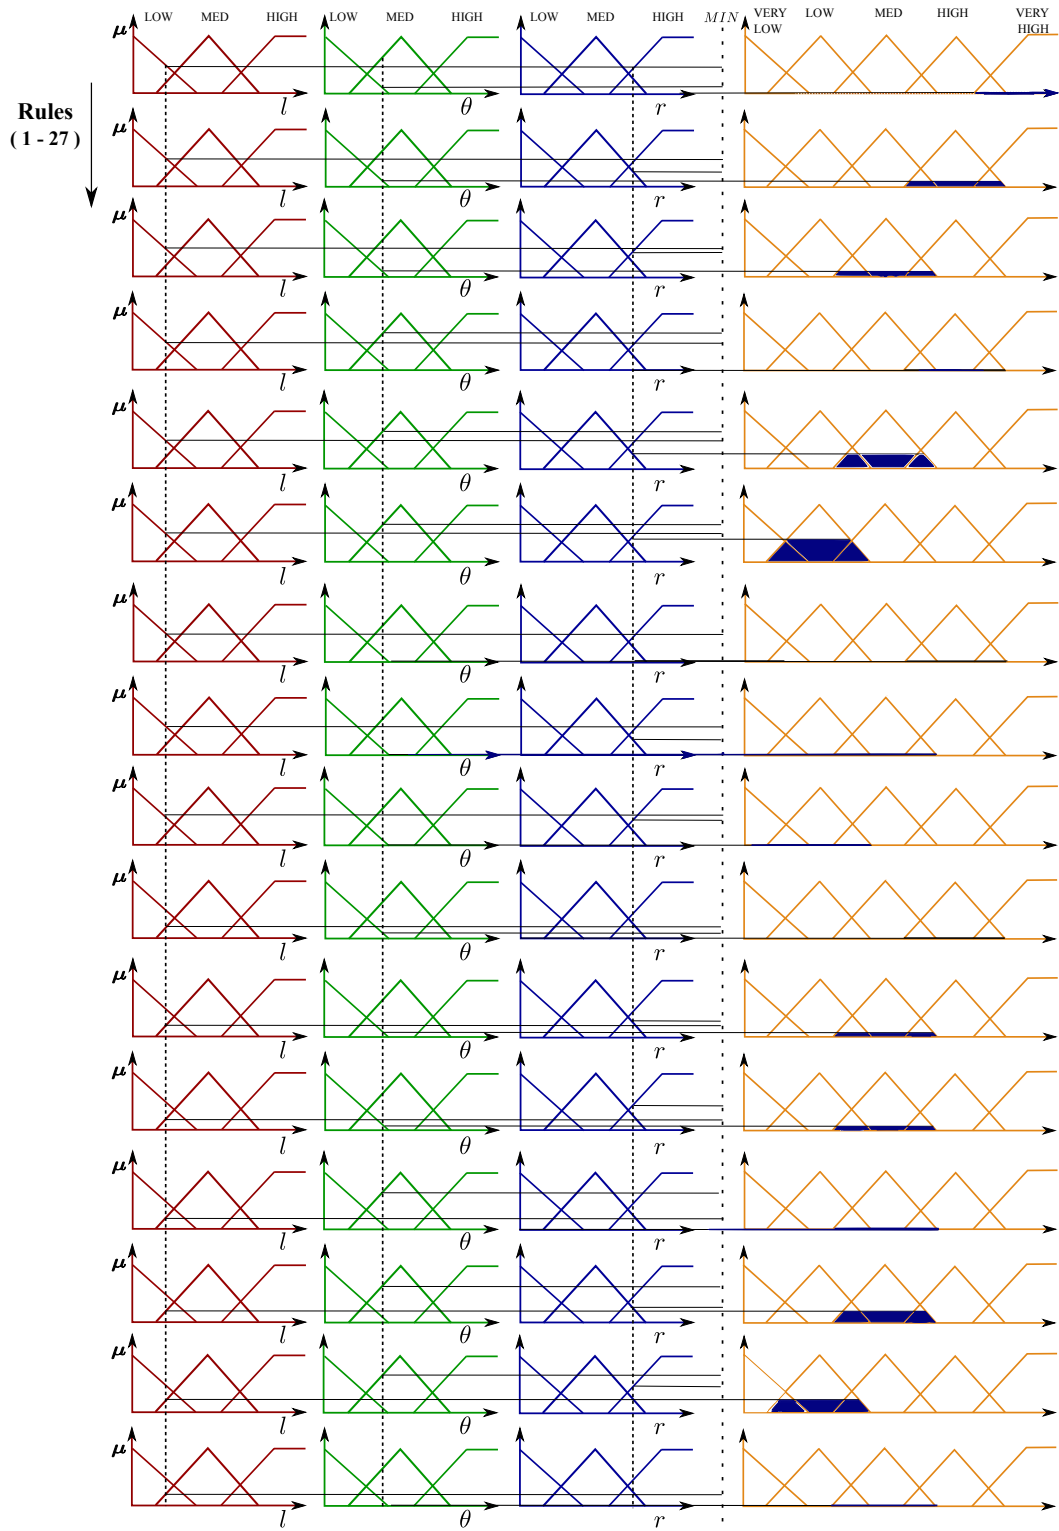 LOW MED HIGH LOW MED HIGH LOW MED HIGH MIN VERY LOW LOW MED HIGH VERY HIGH
μ
l θ r
Rules
( 1 - 27 )
μ
l θ r
μ
l θ r
μ
l θ r
μ
l θ r
μ
l θ r
μ
l θ r
μ
l θ r
μ
l θ r
μ
l θ r
μ
l θ r
μ
l θ r
μ
l θ r
μ
l θ r
μ
l θ r
μ
l θ r